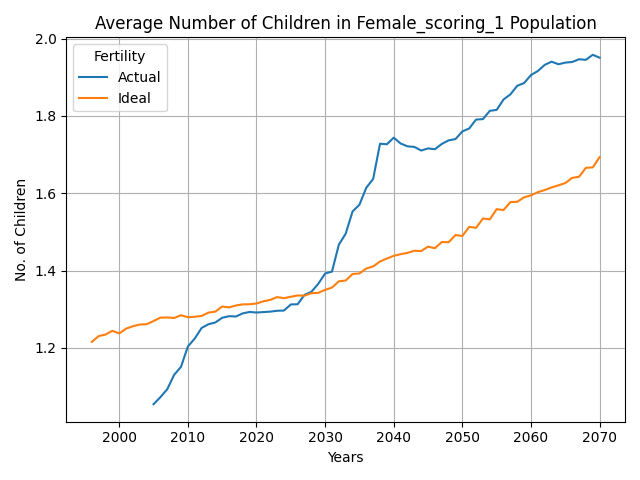 Average Number of Children in Female_scoring_1 Population
Fertility
Actual
Ideal
No. of Children
2.0
1.8
1.6
1.4
1.2
2000 2010 2020 2030 2040 2050 2060 2070
Years